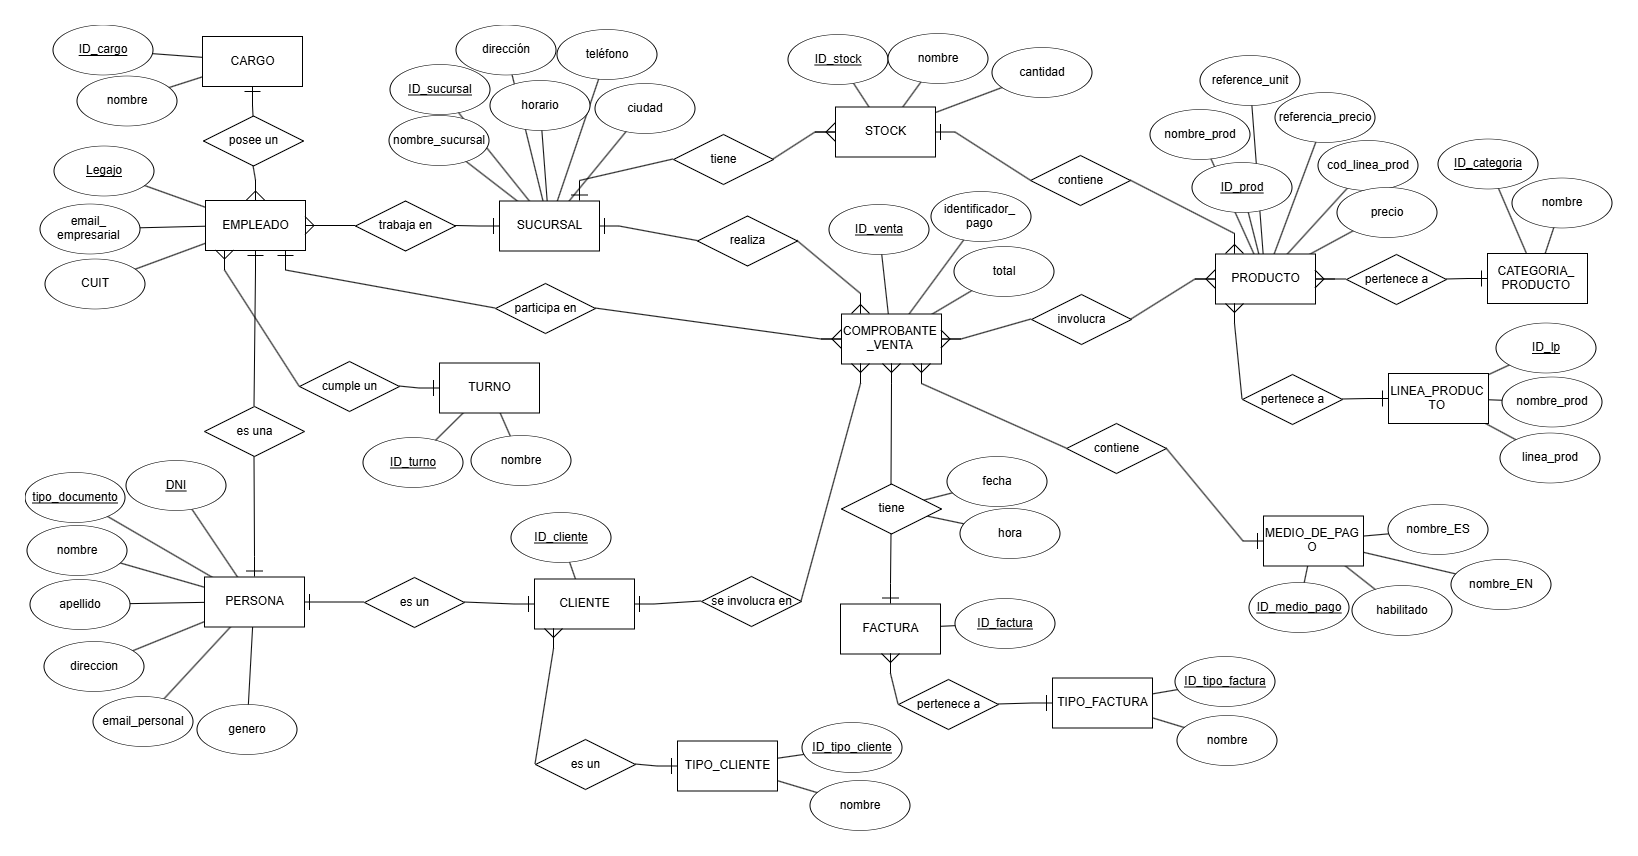 ID_cargo
CARGO
nombre
posee un
Legajo
email_
empresarial
CUIT
EMPLEADO
trabaja en
dirección
teléfono
ID_sucursal
horario
ciudad
nombre_sucursal
SUCURSAL
tiene
realiza
participa en
ID_stock
nombre
cantidad
STOCK
contiene
reference_unit
referencia_precio
nombre_prod
cod_linea_prod
ID_prod
precio
PRODUCTO
ID_categoria
nombre
pertenece a
CATEGORIA_
PRODUCTO
ID_venta
identificador_
pago
total
COMPROBANTE
_VENTA
involucra
cumple un
TURNO
ID_turno
nombre
pertenece a
LINEA_PRODUC
TO
ID_lp
nombre_prod
linea_prod
es una
contiene
DNI
tipo_documento
nombre
apellido
direccion
email_personal
genero
PERSONA
es un
ID_cliente
CLIENTE
se involucra en
tiene
fecha
hora
MEDIO_DE_PAG
O
nombre_ES
nombre_EN
ID_medio_pago
habilitado
FACTURA
ID_factura
pertenece a
TIPO_FACTURA
ID_tipo_factura
nombre
es un
TIPO_CLIENTE
ID_tipo_cliente
nombre